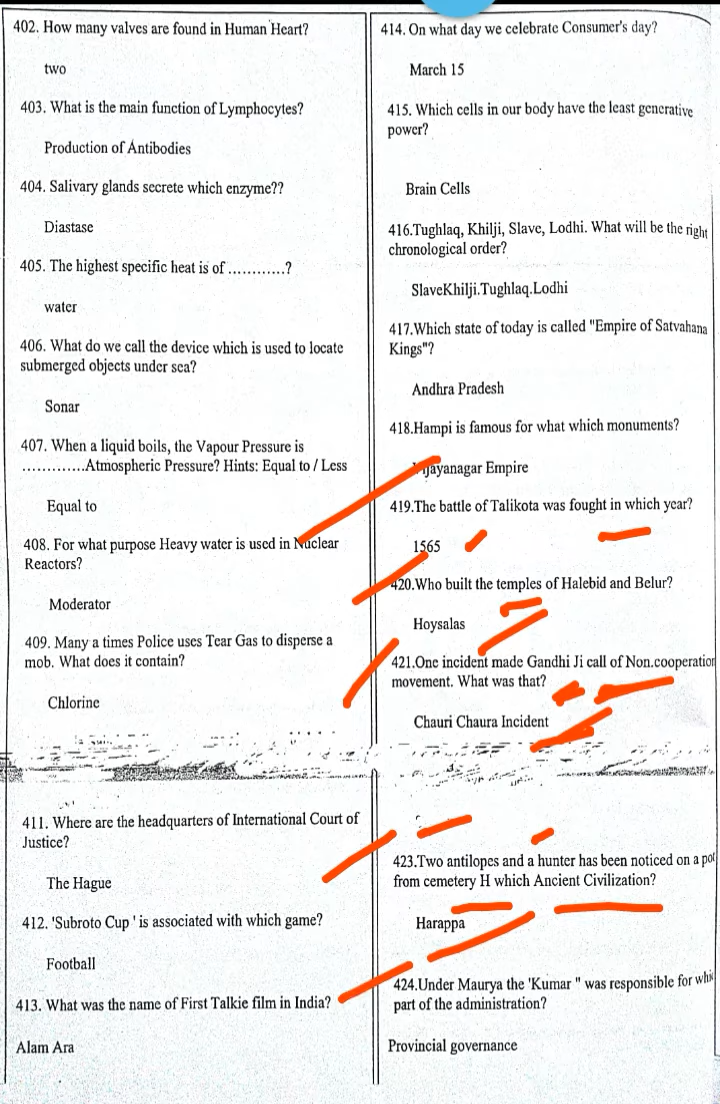 402. How many valves are found in Human Heart?
two
403. What is the main function of Lymphocytes?
Production of Antibodies
404. Salivary glands secrete which enzyme??
Diastase
405. The highest specific heat is of ............?
water
406. What do we call the device which is used to locate
submerged objects under sea?
Sonar
407. When a liquid boils, the Vapour Pressure is
.............Atmospheric Pressure? Hints: Equal to / Less
Equal to
408. For what purpose Heavy water is used in Nuclear
Reactors?
Moderator
409. Many a times Police uses Tear Gas to disperse a
mob. What does it contain?
Chlorine
411. Where are the headquarters of International Court of
Justice?
The Hague
412. 'Subroto Cup ' is associated with which game?
Football
413. What was the name of First Talkie film in India?
Alam Ara
414. On what day we celebrate Consumer's day?
March 15
415. Which cells in our body have the least generative
power?
Brain Cells
416.Tughlaq, Khilji, Slave, Lodhi. What will be the right
chronological order?
SlaveKhilji.Tughlaq.Lodhi
417.Which state of today is called "Empire of Satvahana
Kings"?
Andhra Pradesh
418.Hampi is famous for what which monuments?
Vijayanagar Empire
419.The battle of Talikota was fought in which year?
1565
420.Who built the temples of Halebid and Belur?
Hoysalas
421.One incident made Gandhi Ji call of Non.cooperation
movement. What was that?
Chauri Chaura Incident
423.Two antilopes and a hunter has been noticed on a pot
from cemetery H which Ancient Civilization?
Harappa
424.Under Maurya the 'Kumar " was responsible for
part of the administration?
Provincial governance